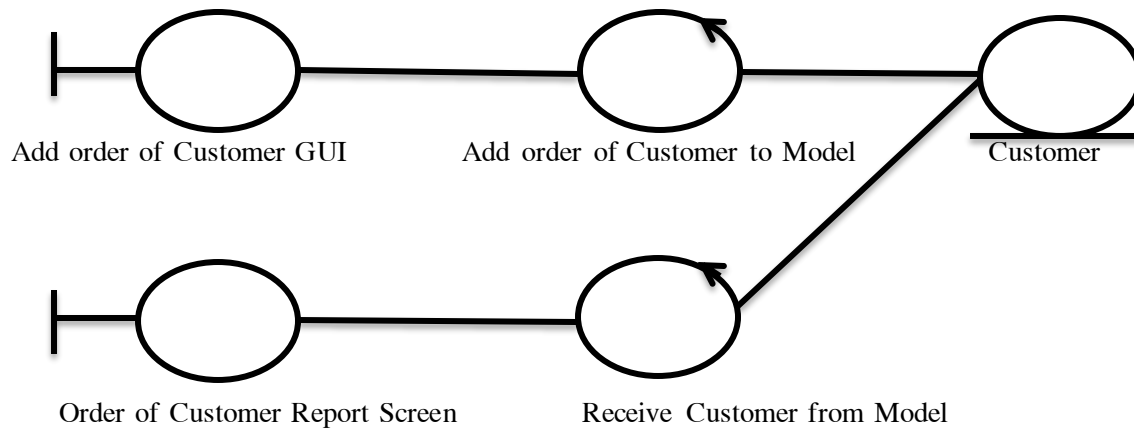 Add order of Customer GUI
Add order of Customer to Model
Customer
Order of Customer Report Screen
Receive Customer from Model